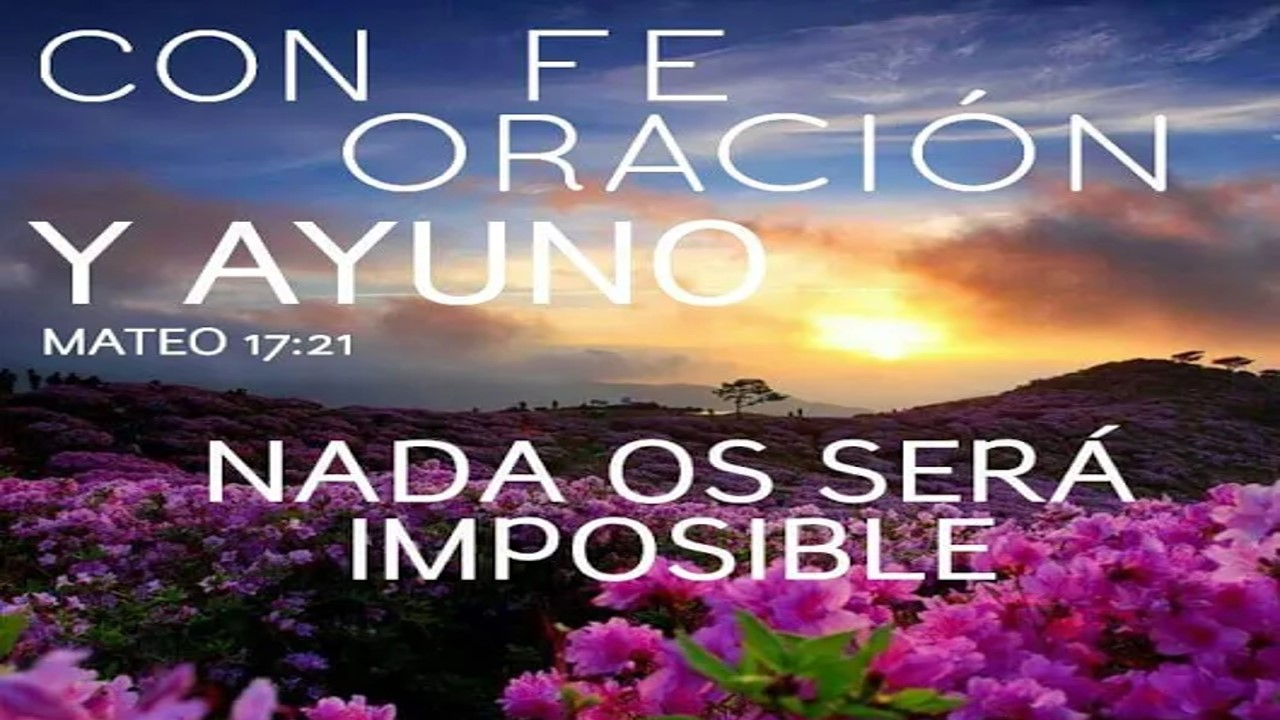 CON FE
ORACIÓN
Y AYUNO
MATEO 17:21
NADA OS SERÁ
IMPOSIBLE